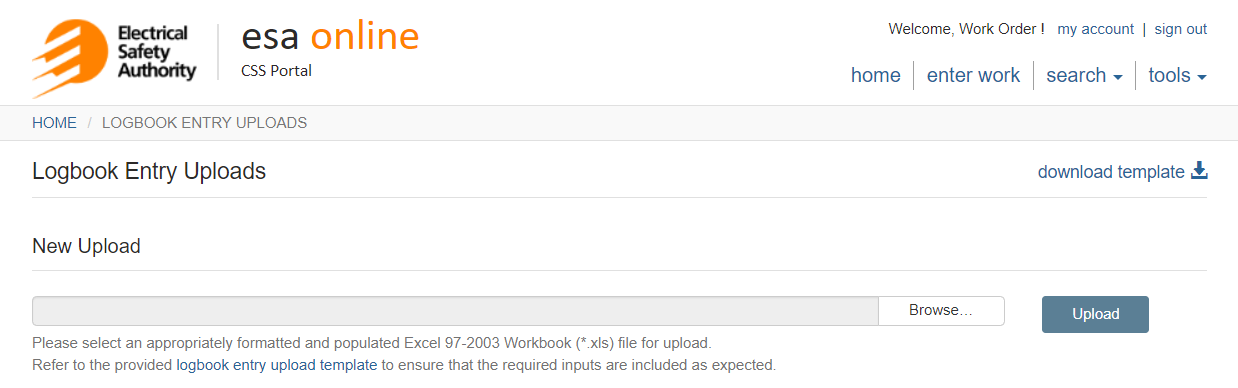 Electrical
Safety
Authority
esa online
CSS Portal
Welcome, Work Order ! my account | sign out
home enter work search tools
HOME / LOGBOOK ENTRY UPLOADS
Logbook Entry Uploads
download template
New Upload
Browse...
Upload
Please select an appropriately formatted and populated Excel 97-2003 Workbook (*.xls) file for upload.
Refer to the provided logbook entry upload template to ensure that the required inputs are included as expected.